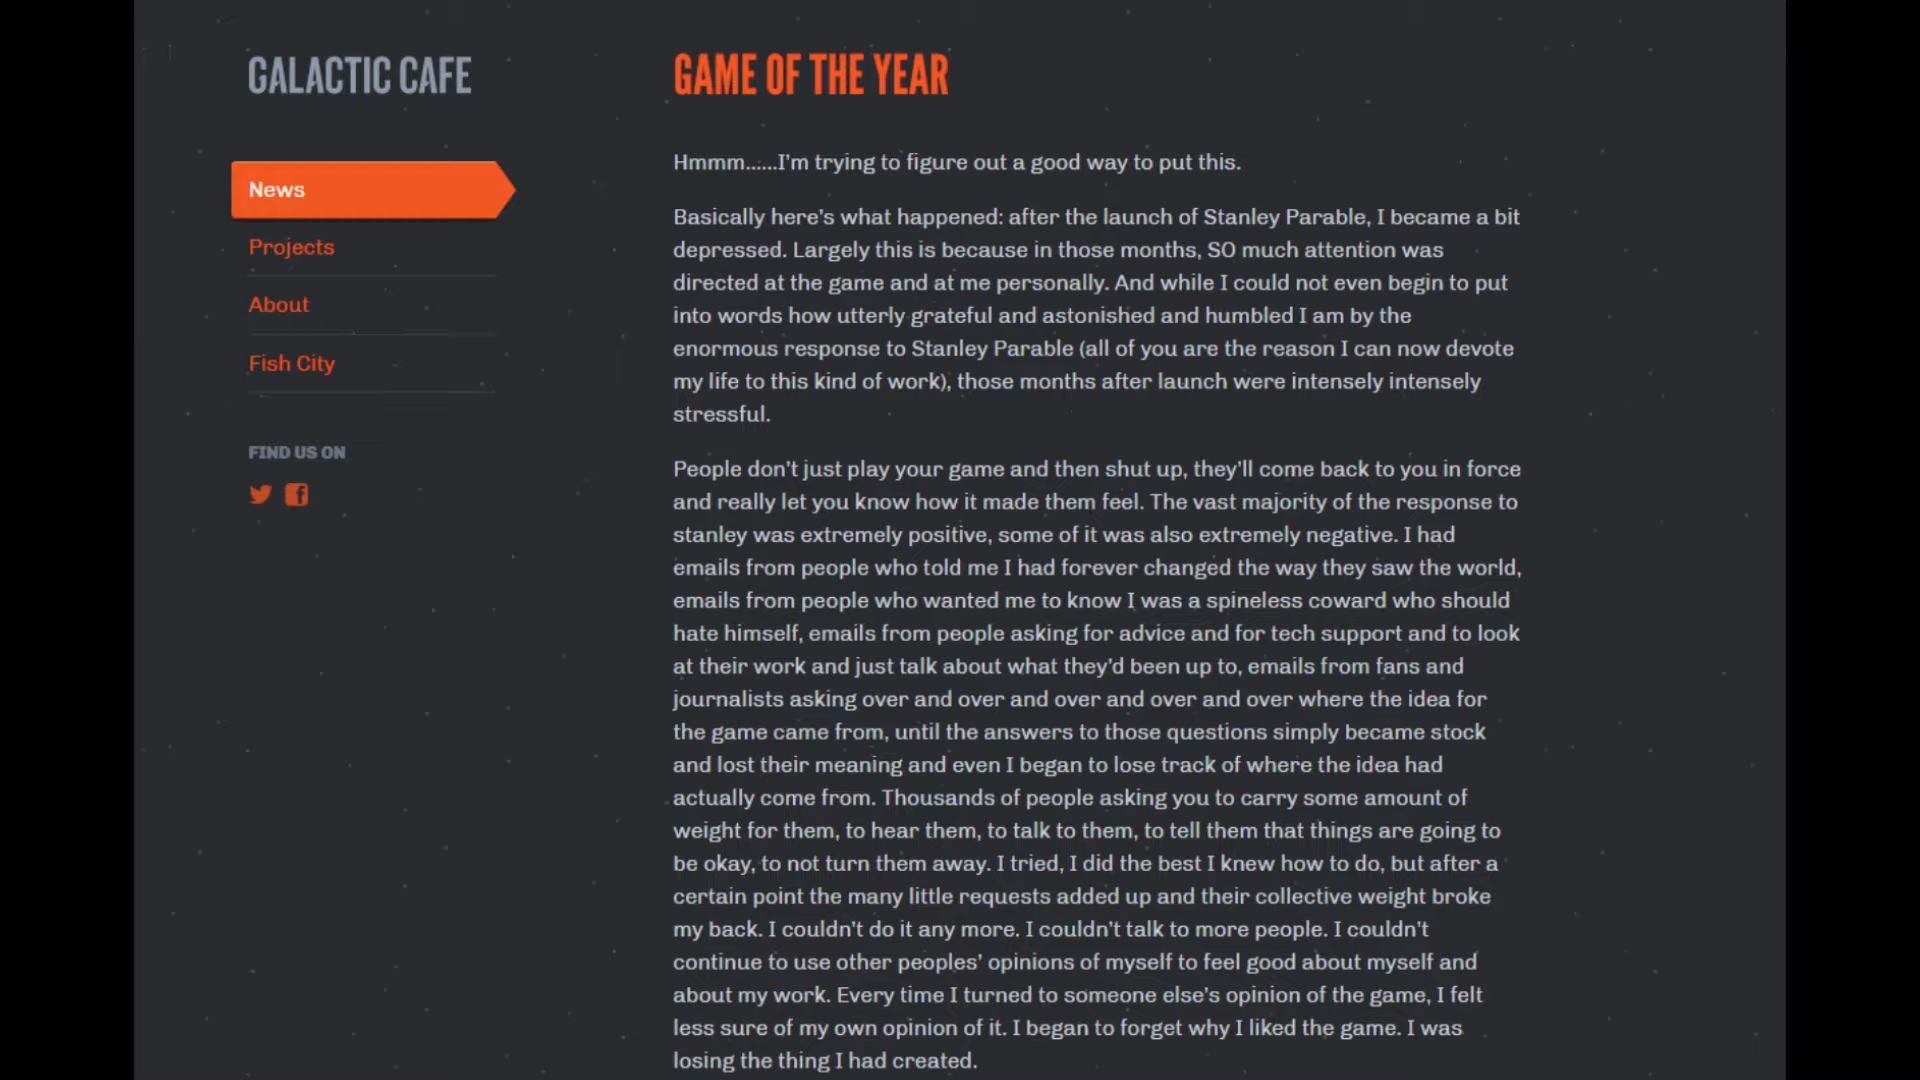 GALACTIC CAFE
News
Projects
About
Fish City
FIND US ON
GAME OF THE YEAR
Hmmm......I'm trying to figure out a good way to put this.
Basically here's what happened: after the launch of Stanley Parable, I became a bit
depressed. Largely this is because in those months, SO much attention was
directed at the game and at me personally. And while I could not even begin to put
into words how utterly grateful and astonished and humbled I am by the
enormous response to Stanley Parable (all of you are the reason I can now devote
my life to this kind of work), those months after launch were intensely intensely
stressful.
People don't just play your game and then shut up, they'll come back to you in force
and really let you know how it made them feel. The vast majority of the response to
stanley was extremely positive, some of it was also extremely negative. I had
emails from people who told me I had forever changed the way they saw the world,
emails from people who wanted me to know I was a spineless coward who should
hate himself, emails from people asking for advice and for tech support and to look
at their work and just talk about what they'd been up to, emails from fans and
journalists asking over and over and over and over and over where the idea for
the game came from, until the answers to those questions simply became stock
and lost their meaning and even I began to lose track of where the idea had
actually come from. Thousands of people asking you to carry some amount of
weight for them, to hear them, to talk to them, to tell them that things are going to
be okay, to not turn them away. I tried, I did the best I knew how to do, but after a
certain point the many little requests added up and their collective weight broke
my back. I couldn't do it any more. I couldn't talk to more people. I couldn't
continue to use other peoples' opinions of myself to feel good about myself and
about my work. Every time I turned to someone else's opinion of the game, I felt
less sure of my own opinion of it. I began to forget why I liked the game. I was
losing the thing I had created.